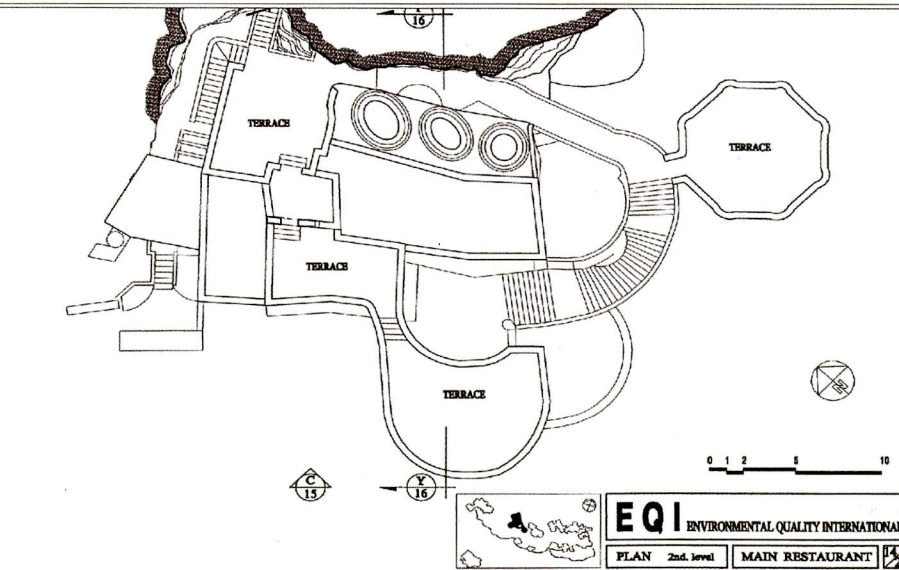 16
TERRACE
TERRACE
TERRACE
TERRACE
0 1 2 5 10
C
15
Y
16
EQI ENVIRONMENTAL QUALITY INTERNATIONAL
PLAN 2nd. level MAIN RESTAURANT 14